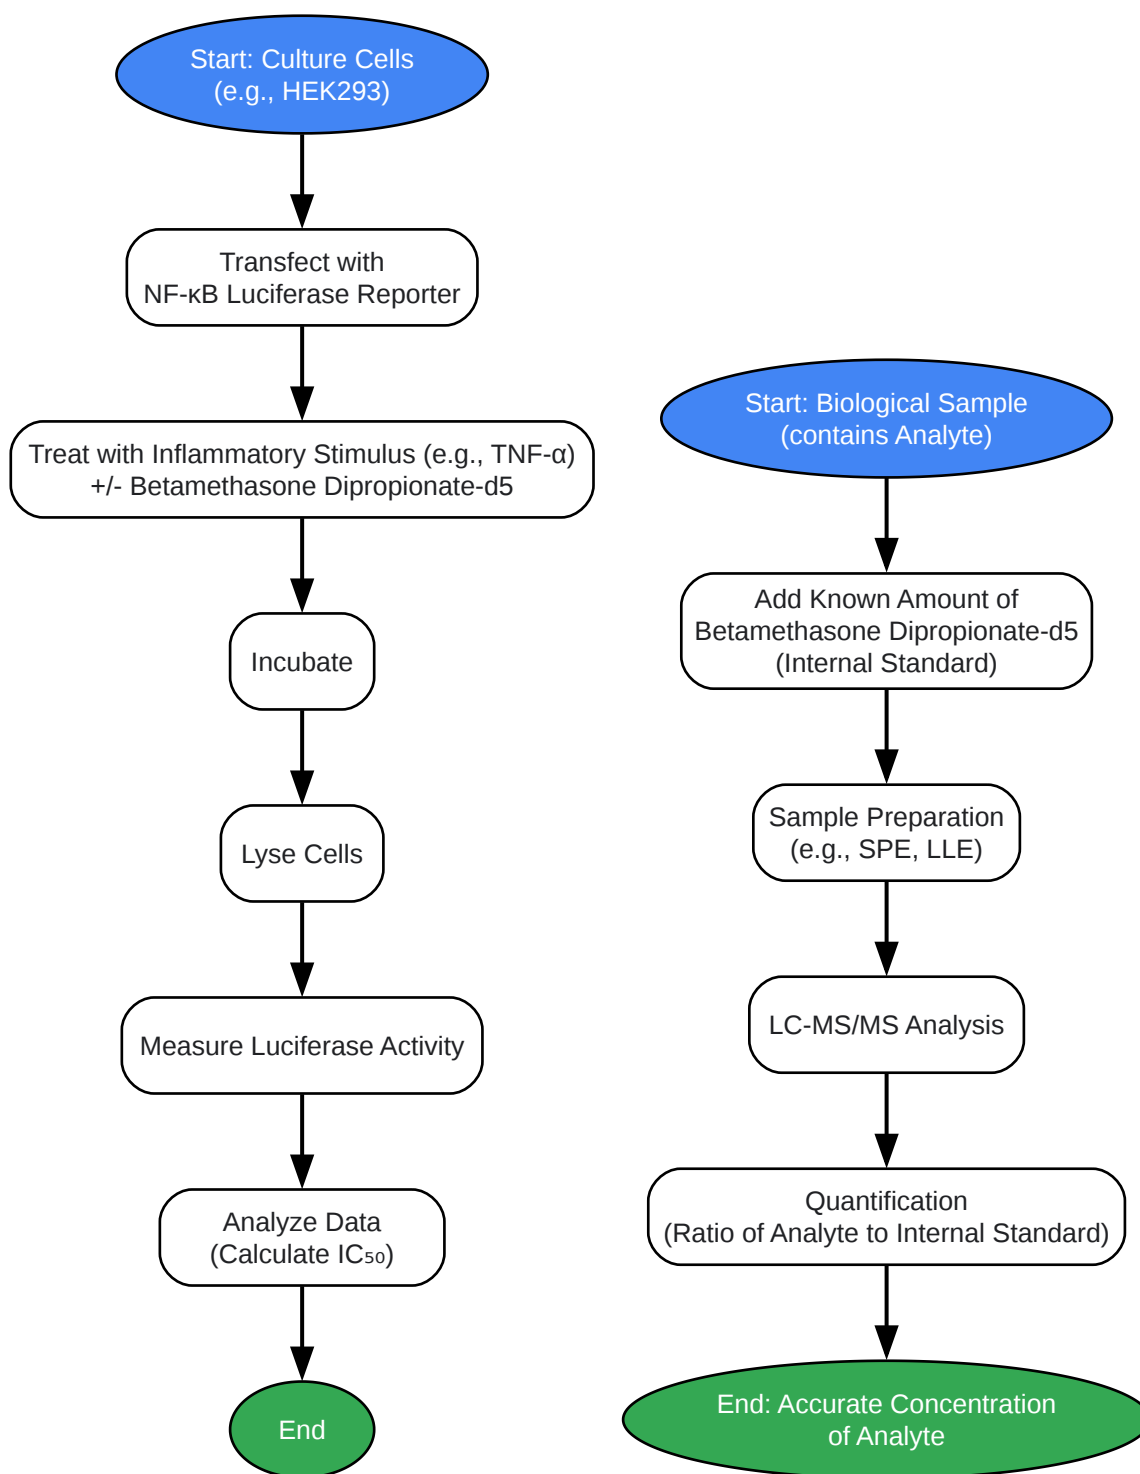 Start: Culture Cells
(e.g., HEK293)
Transfect with
NF-κB Luciferase Reporter
Treat with Inflammatory Stimulus (e.g., TNF-α)
+/- Betamethasone Dipropionate-d5
Incubate
Lyse Cells
Measure Luciferase Activity
Analyze Data
(Calculate IC₅₀)
End
Start: Biological Sample
(contains Analyte)
Add Known Amount of
Betamethasone Dipropionate-d5
(Internal Standard)
Sample Preparation
(e.g., SPE, LLE)
LC-MS/MS Analysis
Quantification
(Ratio of Analyte to Internal Standard)
End: Accurate Concentration
of Analyte